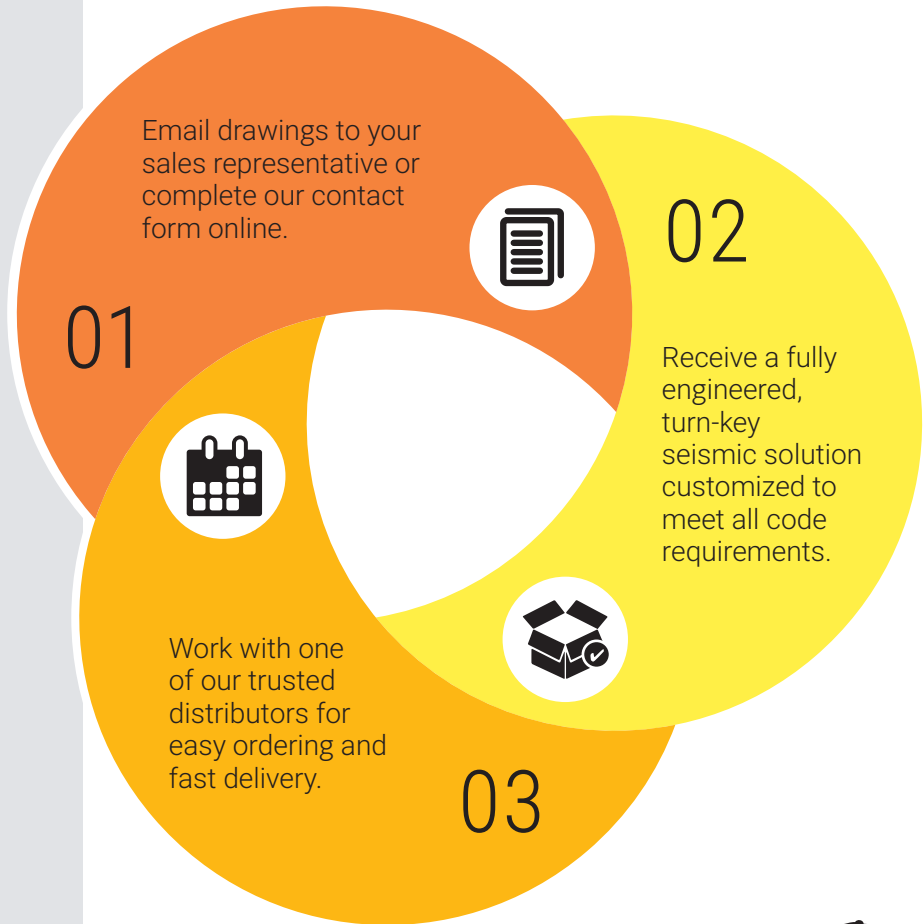 01
Email drawings to your
sales representative or
complete our contact
form online.
02
Receive a fully
engineered,
turn-key
seismic solution
customized to
meet all code
requirements.
03
Work with one
of our trusted
distributors for
easy ordering and
fast delivery.